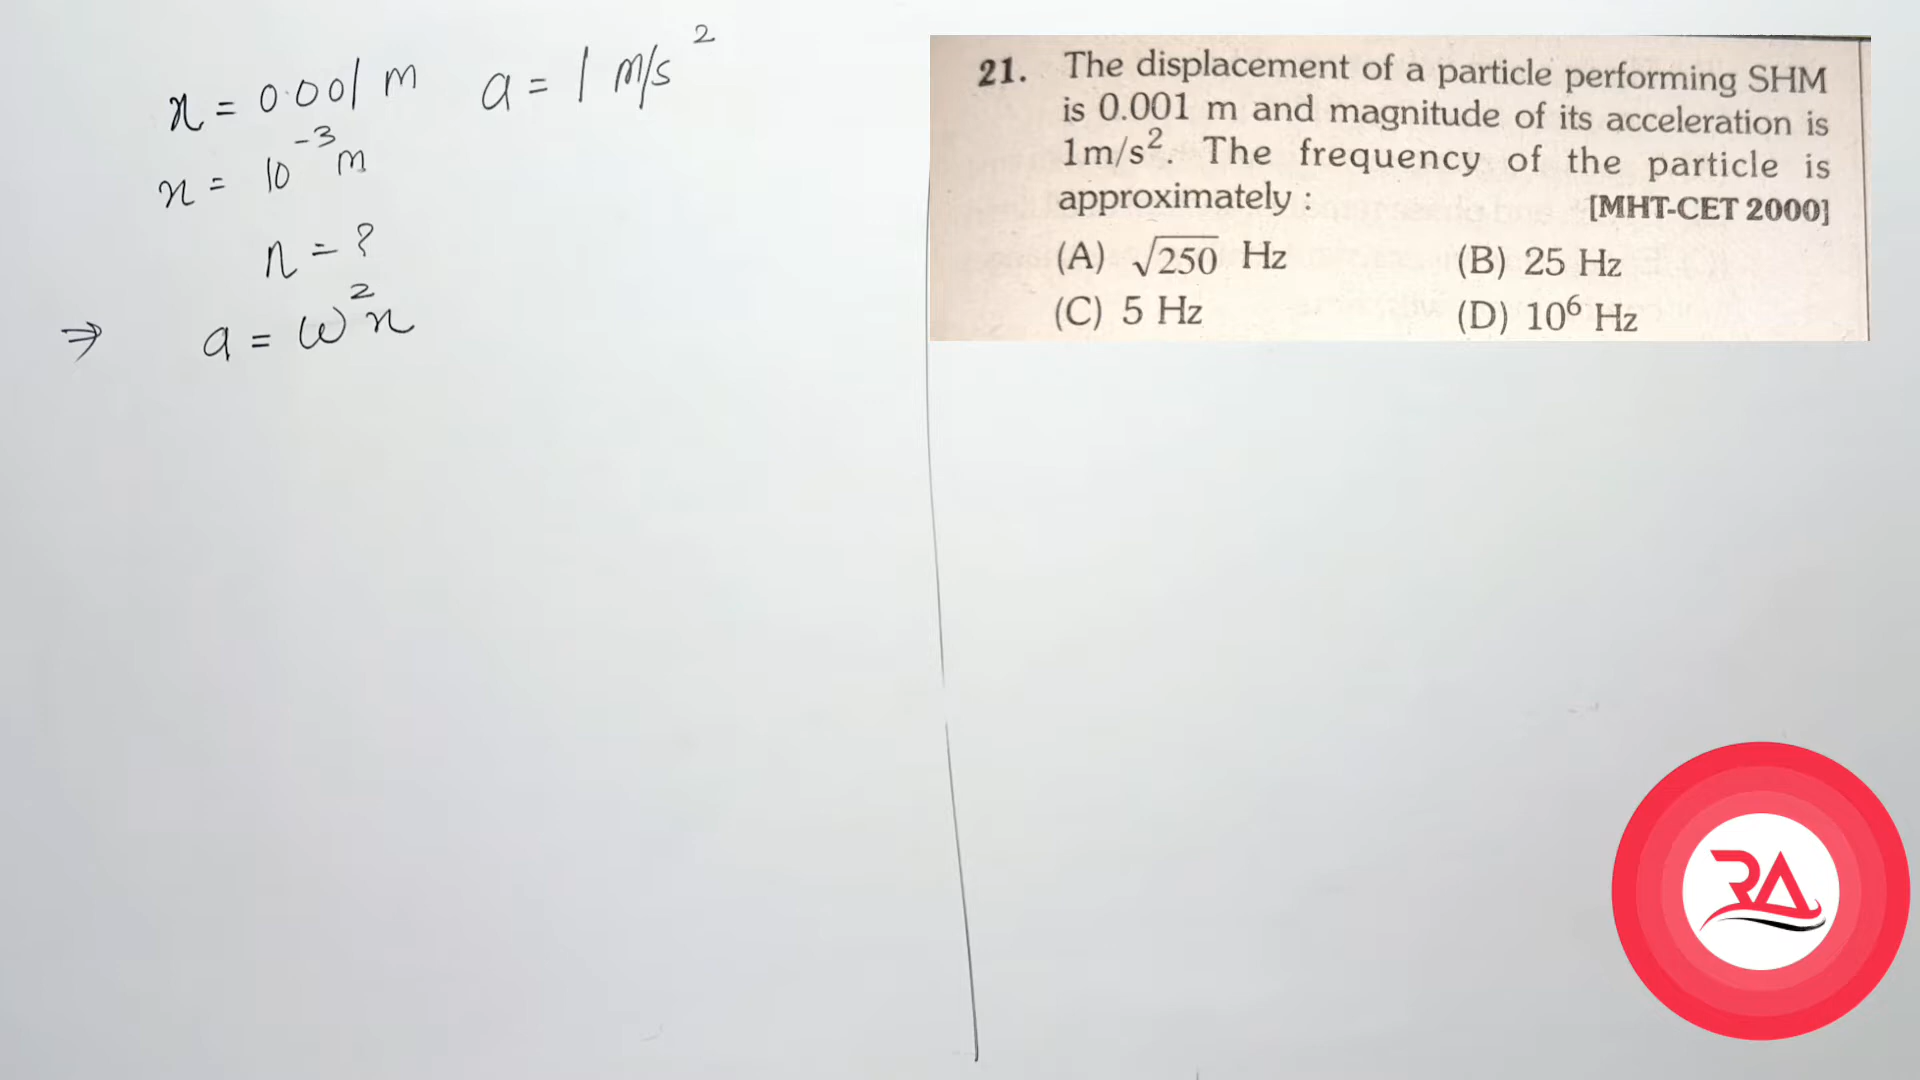 x = 0.001 m a = 1 m/s²
x = 10⁻³ m
n = ?
⇒ a = ω²x
21. The displacement of a particle performing SHM
is 0.001 m and magnitude of its acceleration is
1m/s². The frequency of the particle is
approximately : [MHT-CET 2000]
(A) √250 Hz (B) 25 Hz
(C) 5 Hz (D) 10⁶ Hz
RA